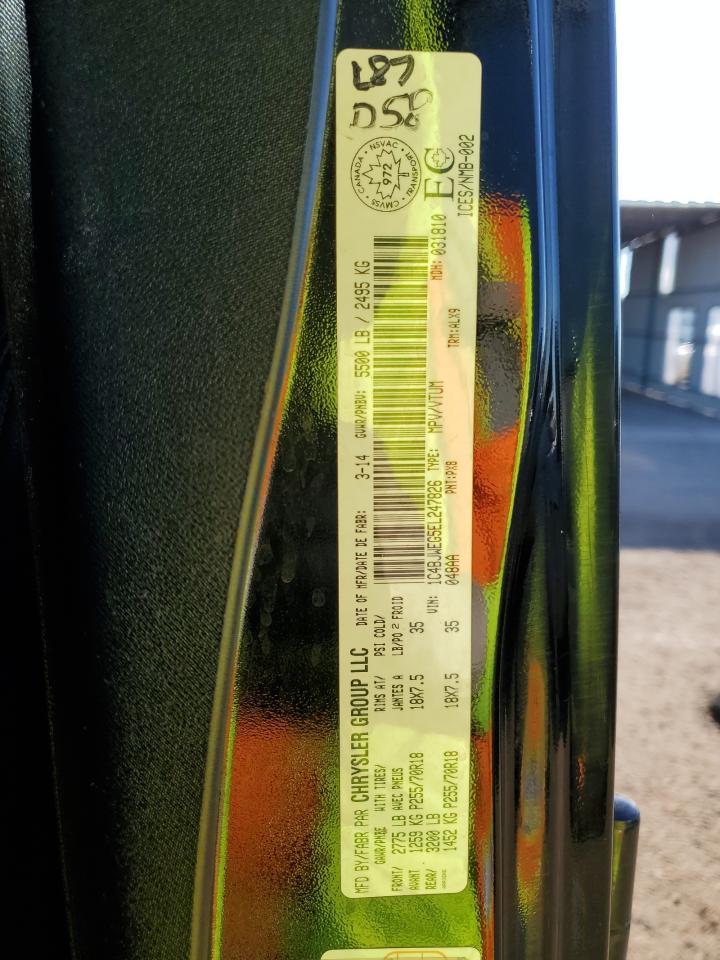 MFD BY/FABR PAR CHRYSLER GROUP LLC
DATE OF MFR/DATE DE FABR: 3-14 GVWR/PNBV: 5500 LB / 2495 KG
GAWR/PNBE WITH TIRES/ RIMS AT/ PSI COLD/
FRONT/ 2775 LB AVEC PNEUS JANTES A LB/PO 2 FROID
AVANT 1259 KG P255/70R18 18X7.5 35
REAR/ 3200 LB VIN: 1C4BJWEG5EL247826 TYPE: MPV/VTUM MDH: 031810
1452 KG P255/70R18 18X7.5 35 048AA PNT:PXB TRM:ALX9
ICES/NMB-002
L87
D58
CANADA NSVAC TRANSPORT CMVSS
972
EC